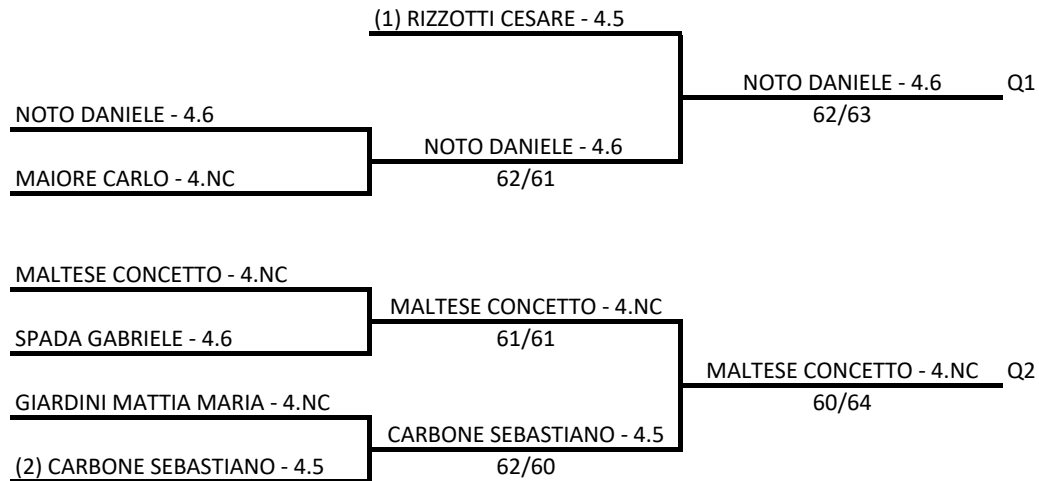 (1) RIZZOTTI CESARE - 4.5
NOTO DANIELE - 4.6 Q1
62/63
NOTO DANIELE - 4.6
NOTO DANIELE - 4.6
62/61
MAIORE CARLO - 4.NC
MALTESE CONCETTO - 4.NC
MALTESE CONCETTO - 4.NC
61/61
SPADA GABRIELE - 4.6
MALTESE CONCETTO - 4.NC Q2
60/64
GIARDINI MATTIA MARIA - 4.NC
CARBONE SEBASTIANO - 4.5
62/60
(2) CARBONE SEBASTIANO - 4.5